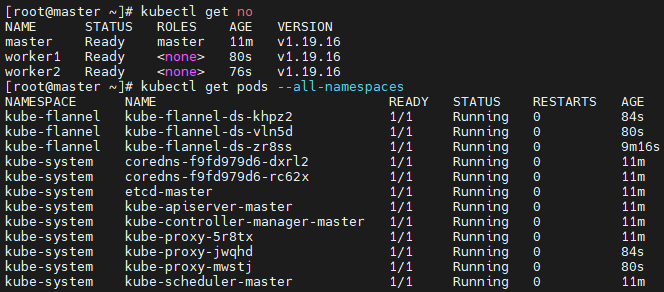 [root@master ]# kubectl get no
NAME STATUS ROLES AGE VERSION
master Ready master 11m v1.19.16
worker1 Ready <none> 80s v1.19.16
worker2 Ready <none> 76s v1.19.16
[root@master ]# kubectl get pods --all-namespaces
NAMESPACE NAME READY STATUS RESTARTS AGE
kube-flannel kube-flannel-ds-khpz2 1/1 Running 0 84s
kube-flannel kube-flannel-ds-vln5d 1/1 Running 0 80s
kube-flannel kube-flannel-ds-zr8ss 1/1 Running 0 9m16s
kube-system coredns-f9fd979d6-dxrl2 1/1 Running 0 11m
kube-system coredns-f9fd979d6-rc62x 1/1 Running 0 11m
kube-system etcd-master 1/1 Running 0 11m
kube-system kube-apiserver-master 1/1 Running 0 11m
kube-system kube-controller-manager-master 1/1 Running 0 11m
kube-system kube-proxy-5r8tx 1/1 Running 0 11m
kube-system kube-proxy-jwqhd 1/1 Running 0 84s
kube-system kube-proxy-mwstj 1/1 Running 0 80s
kube-system kube-scheduler-master 1/1 Running 0 11m